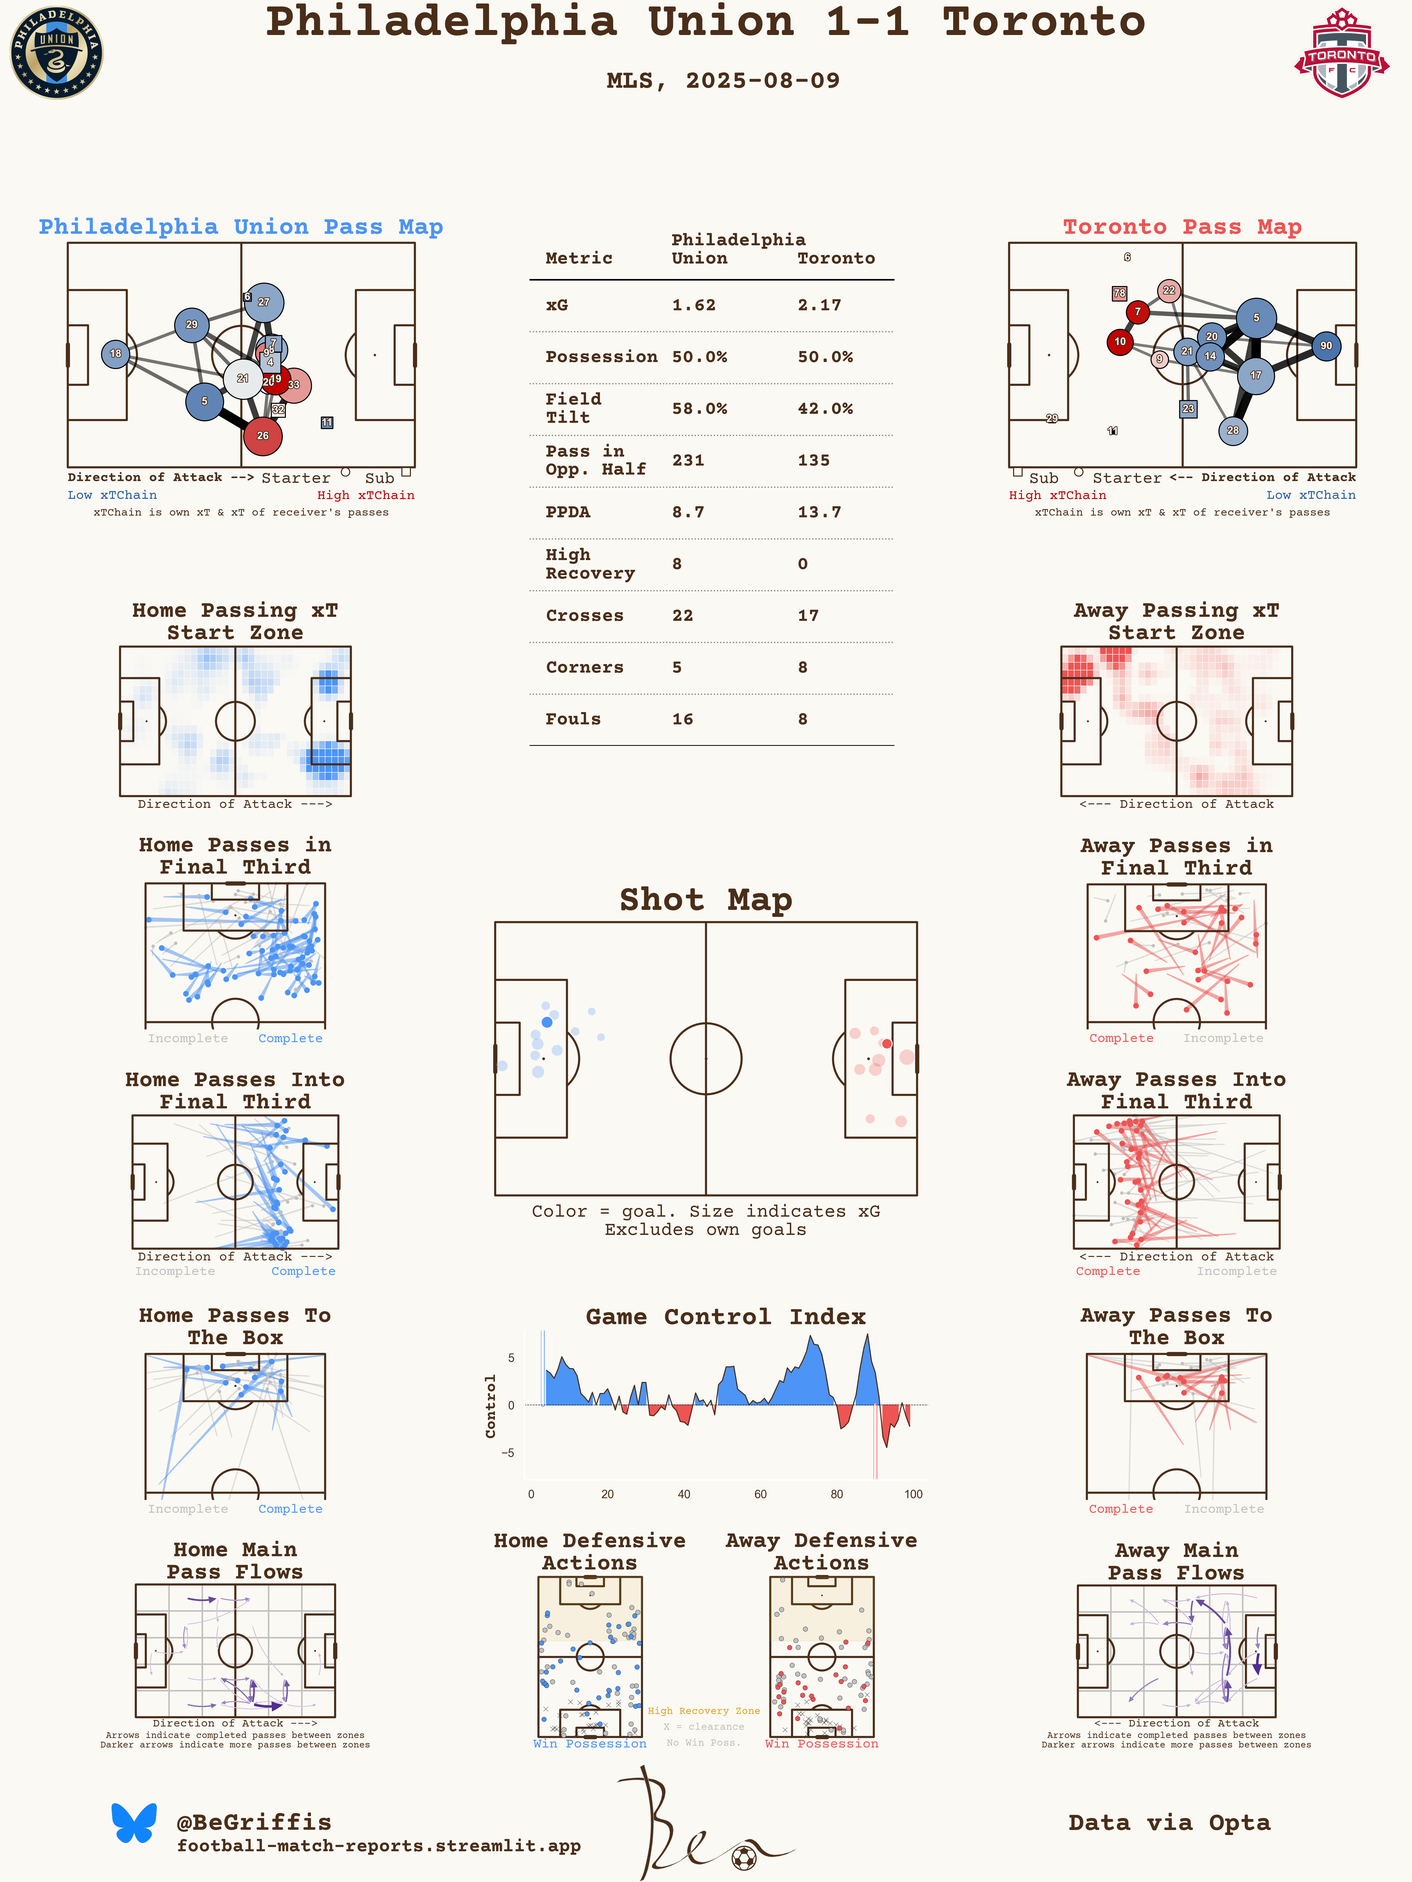 Philadelphia Union 1-1 Toronto
MLS, 2025-08-09
PHILADELPHIA
UNION
TORONTO
F C
Philadelphia Union Pass Map
6
27
29
7
18
4
21
19
33
5
32
11
26
Direction of Attack --> Starter Sub
Low xTChain High xTChain
xTChain is own xT & xT of receiver's passes
Metric Philadelphia Union Toronto
xG 1.62 2.17
Possession 50.0% 50.0%
Field Tilt 58.0% 42.0%
Pass in Opp. Half 231 135
PPDA 8.7 13.7
High Recovery 8 0
Crosses 22 17
Corners 5 8
Fouls 16 8
Toronto Pass Map
6
78
22
7
5
10
20
90
21
14
9
17
23
29
11
28
Sub Starter <-- Direction of Attack
High xTChain Low xTChain
xTChain is own xT & xT of receiver's passes
Home Passing xT
Start Zone
Direction of Attack --->
Away Passing xT
Start Zone
<--- Direction of Attack
Home Passes in
Final Third
Incomplete Complete
Away Passes in
Final Third
Complete Incomplete
Shot Map
Color = goal. Size indicates xG
Excludes own goals
Home Passes Into
Final Third
Direction of Attack --->
Incomplete Complete
Away Passes Into
Final Third
<--- Direction of Attack
Complete Incomplete
Home Passes To
The Box
Incomplete Complete
Game Control Index
Control
5
0
−5
0 20 40 60 80 100
Away Passes To
The Box
Complete Incomplete
Home Main
Pass Flows
Direction of Attack --->
Arrows indicate completed passes between zones
Darker arrows indicate more passes between zones
Home Defensive
Actions
Win Possession
High Recovery Zone
X = clearance
No Win Poss.
Away Defensive
Actions
Win Possession
Away Main
Pass Flows
<--- Direction of Attack
Arrows indicate completed passes between zones
Darker arrows indicate more passes between zones
@BeGriffis
football-match-reports.streamlit.app
Ben
Data via Opta